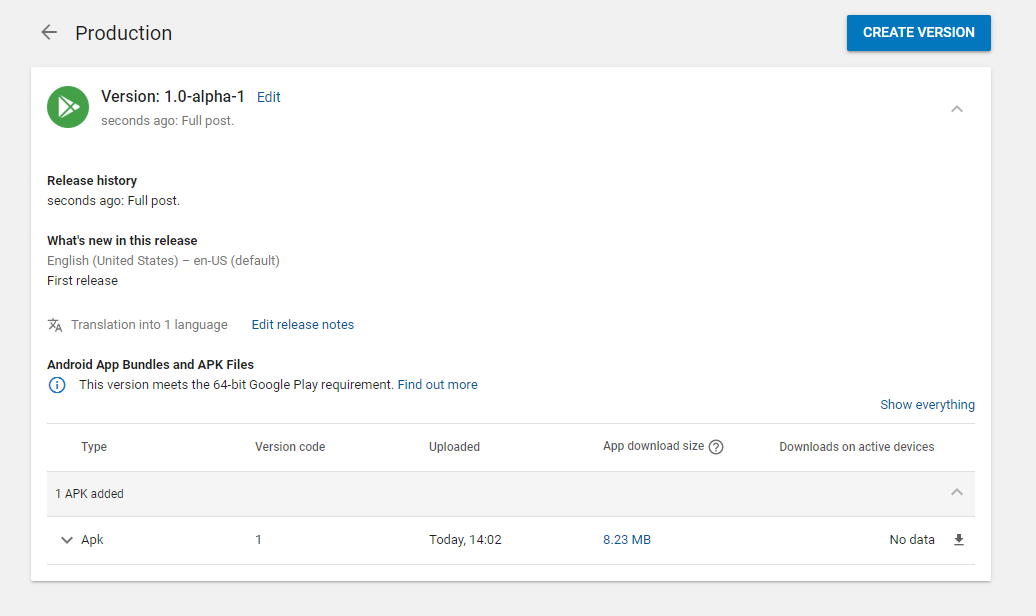 Production
CREATE VERSION
Version: 1.0-alpha-1 Edit
seconds ago: Full post.
Release history
seconds ago: Full post.
What's new in this release
English (United States) – en-US (default)
First release
Translation into 1 language Edit release notes
Android App Bundles and APK Files
This version meets the 64-bit Google Play requirement. Find out more
Show everything
Type Version code Uploaded App download size Downloads on active devices
1 APK added
Apk 1 Today, 14:02 8.23 MB No data